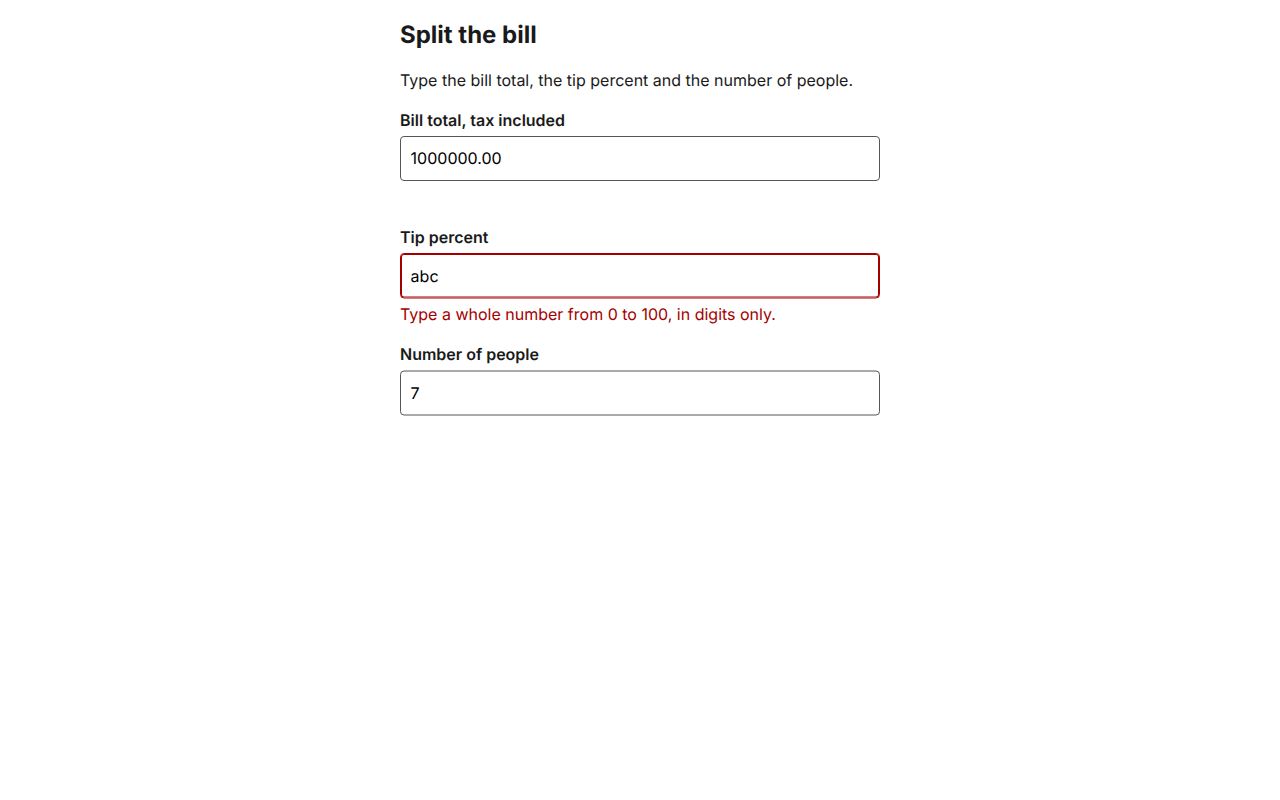 Split the bill
Type the bill total, the tip percent and the number of people.
Bill total, tax included
1000000.00
Tip percent
abc
Type a whole number from 0 to 100, in digits only.
Number of people
7